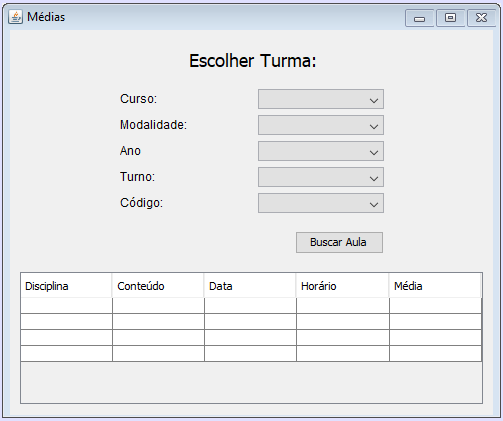 Médias
Escolher Turma:
Curso:
Modalidade:
Ano
Turno:
Código:
Buscar Aula
Disciplina Conteúdo Data Horário Média